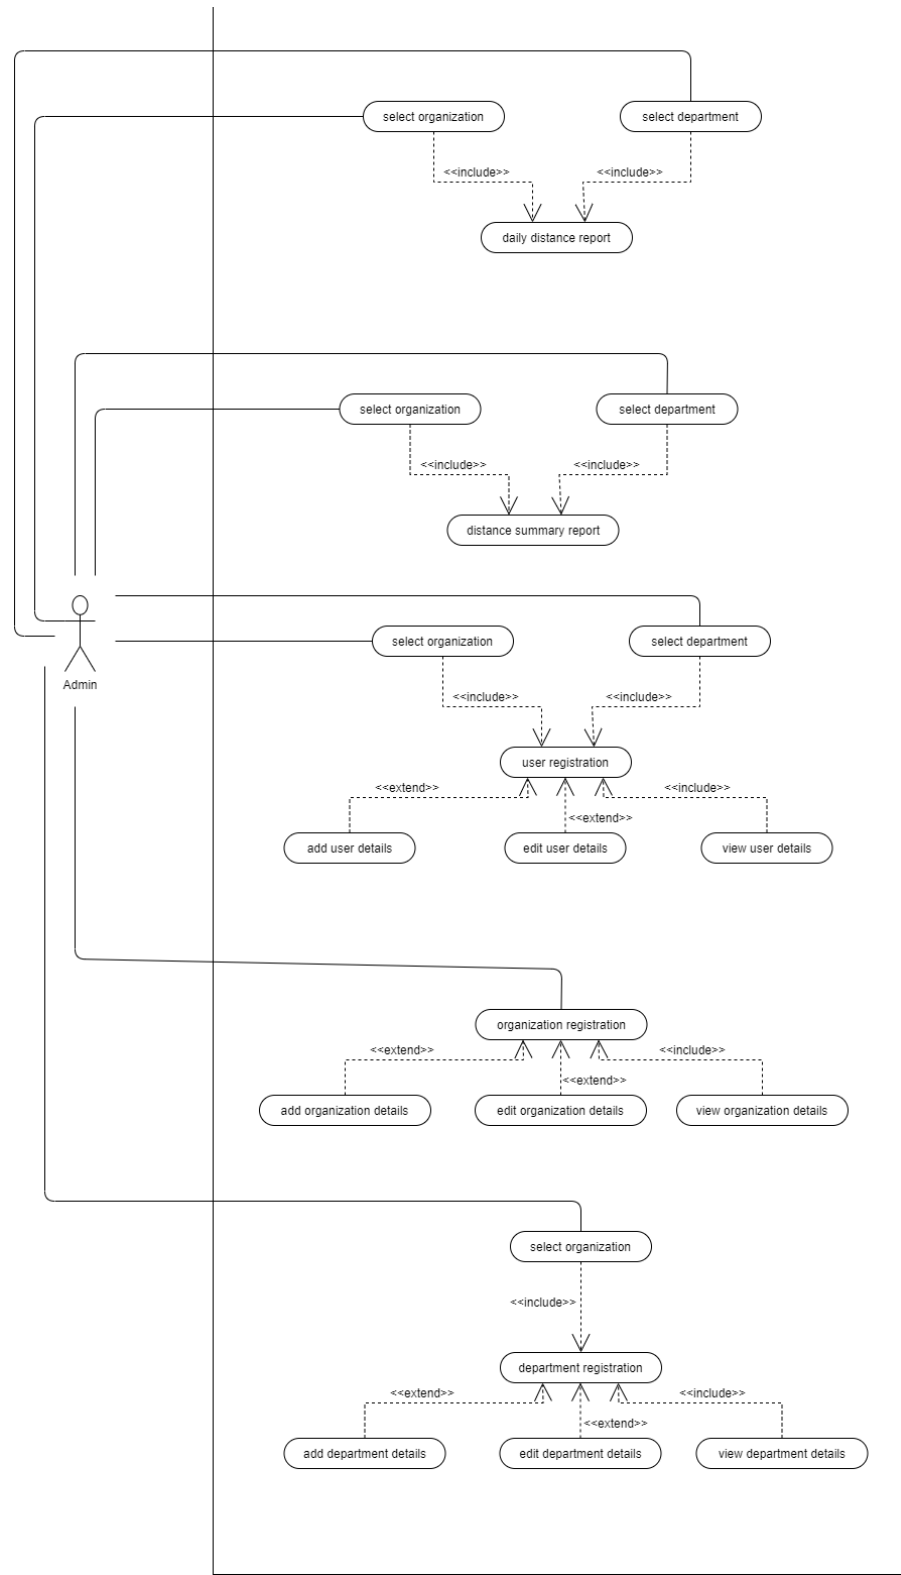 select organization
select department
<<include>>
<<include>>
daily distance report
select organization
select department
<<include>>
<<include>>
distance summary report
select organization
select department
Admin
<<include>>
<<include>>
user registration
<<extend>>
<<include>>
<<extend>>
add user details
edit user details
view user details
organization registration
<<extend>>
<<include>>
<<extend>>
add organization details
edit organization details
view organization details
select organization
<<include>>
department registration
<<extend>>
<<include>>
<<extend>>
add department details
edit department details
view department details